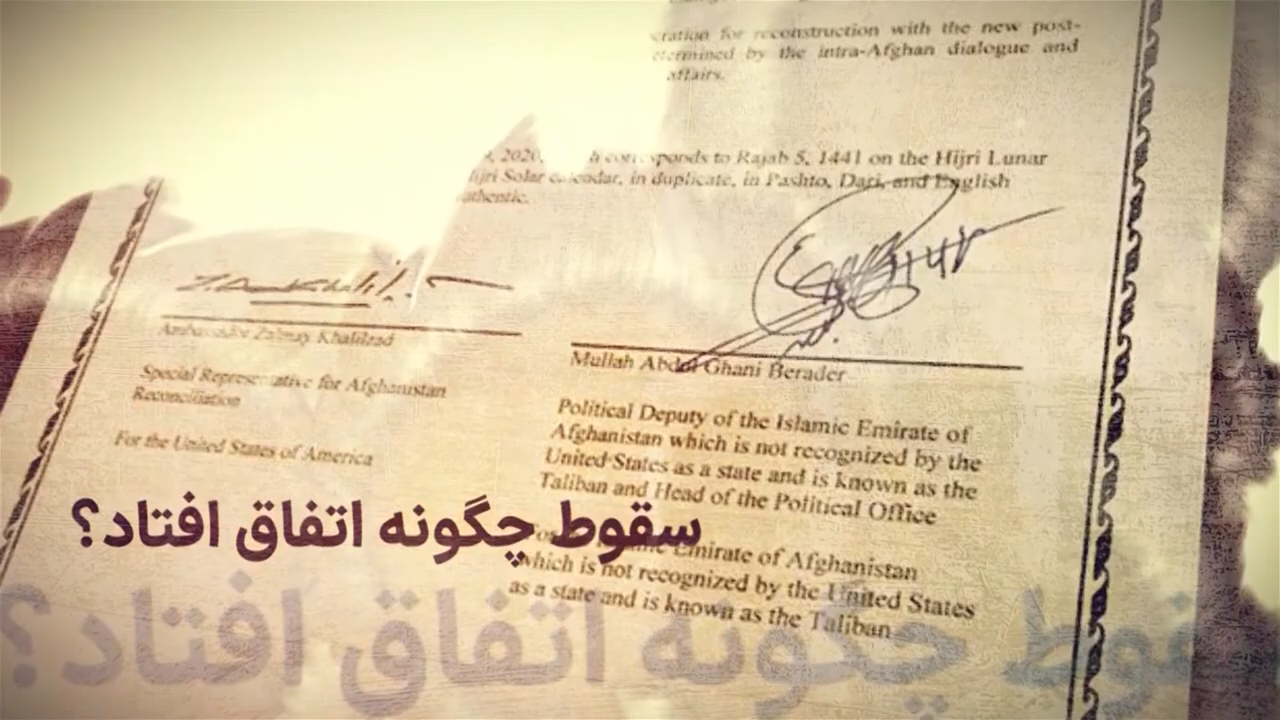 for reconstruction with the new post-
by the intra-Afghan dialogue and
affairs.
2020, corresponds to Rajab 5, 1441 on the Hijri Lunar
Solar calendar, in duplicate, in Pashto, Dari, and English
authentic.
Ambassador Zalmay Khalilzad
Special Representative for Afghanistan
Reconciliation
For the United States of America
Mullah Abdul Ghani Berader
Political Deputy of the Islamic Emirate of
Afghanistan which is not recognized by the
United States as a state and is known as the
Taliban and Head of the Political Office
Emirate of Afghanistan
which is not recognized by the United States
as a state and is known as the Taliban
سقوط چگونه اتفاق افتاد؟
چگونه اتفاق افتاد؟